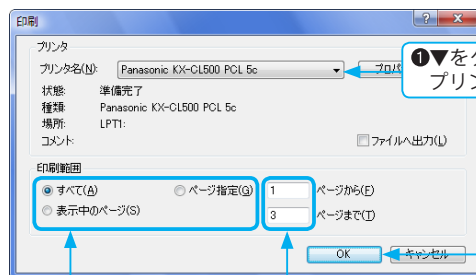 印刷
プリンタ
プリンタ名(N): Panasonic KX-CL500 PCL 5c
❶▼を
プリン
状態: 準備完了
種類: Panasonic KX-CL500 PCL 5c
場所: LPT1:
コメント: ファイルへ出力(L)
印刷範囲
すべて(A) ページ指定(G) 1 ページから(F)
表示中のページ(S) 3 ページまで(T)
OK キャンセル